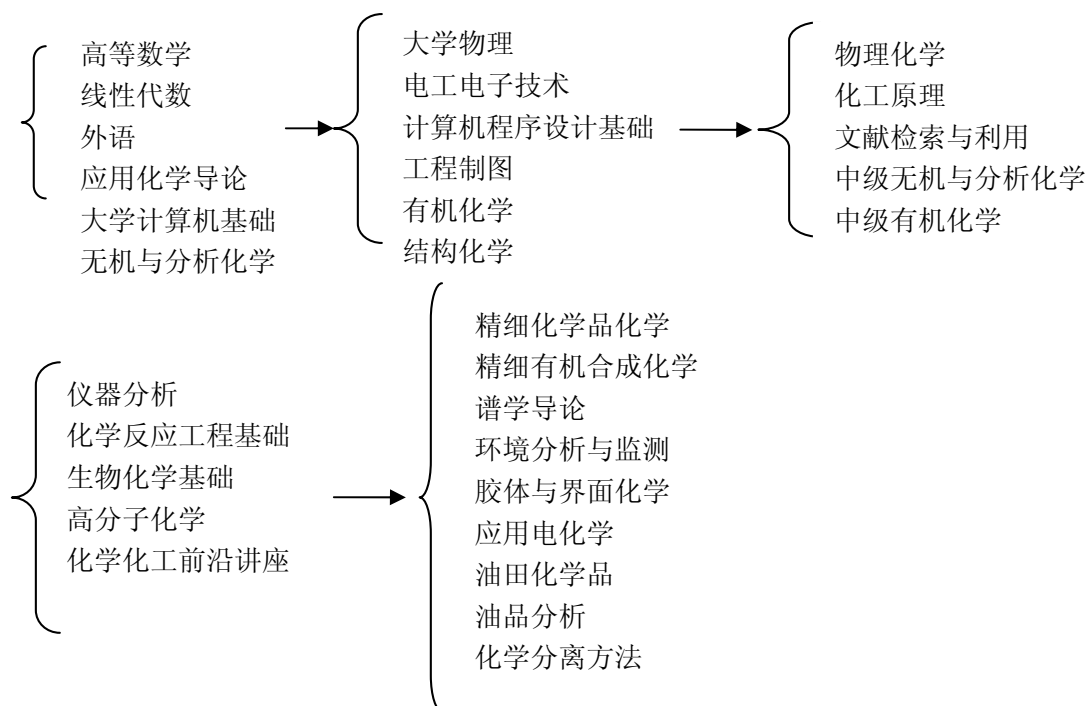 高等数学
线性代数
外语
应用化学导论
大学计算机基础
无机与分析化学
大学物理
电工电子技术
计算机程序设计基础
工程制图
有机化学
结构化学
物理化学
化工原理
文献检索与利用
中级无机与分析化学
中级有机化学
仪器分析
化学反应工程基础
生物化学基础
高分子化学
化学化工前沿讲座
精细化学品化学
精细有机合成化学
谱学导论
环境分析与监测
胶体与界面化学
应用电化学
油田化学品
油品分析
化学分离方法